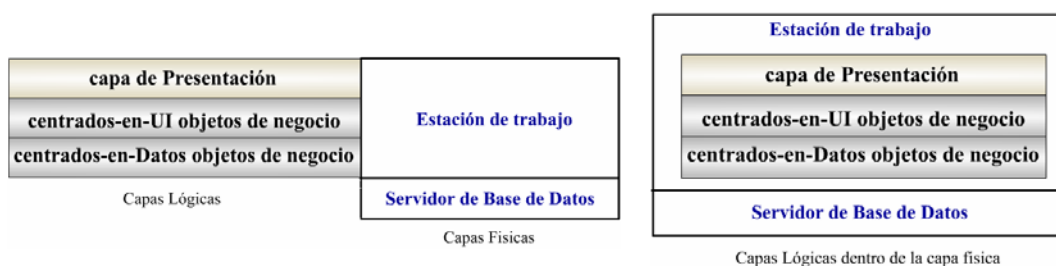 capa de Presentación
centrados-en-UI objetos de negocio
centrados-en-Datos objetos de negocio
Capas Lógicas
Estación de trabajo
Servidor de Base de Datos
Capas Fisicas
Estación de trabajo
capa de Presentación
centrados-en-UI objetos de negocio
centrados-en-Datos objetos de negocio
Servidor de Base de Datos
Capas Lógicas dentro de la capa fisica